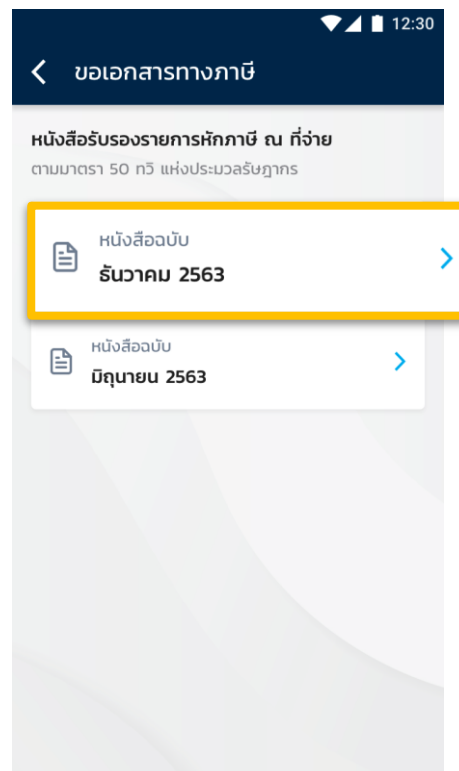 12:30
ขอเอกสารทางภาษี
หนังสือรับรองรายการหักภาษี ณ ที่จ่าย
ตามมาตรา 50 ทวิ แห่งประมวลรัษฎากร
หนังสือฉบับ
ธันวาคม 2563
หนังสือฉบับ
มิถุนายน 2563